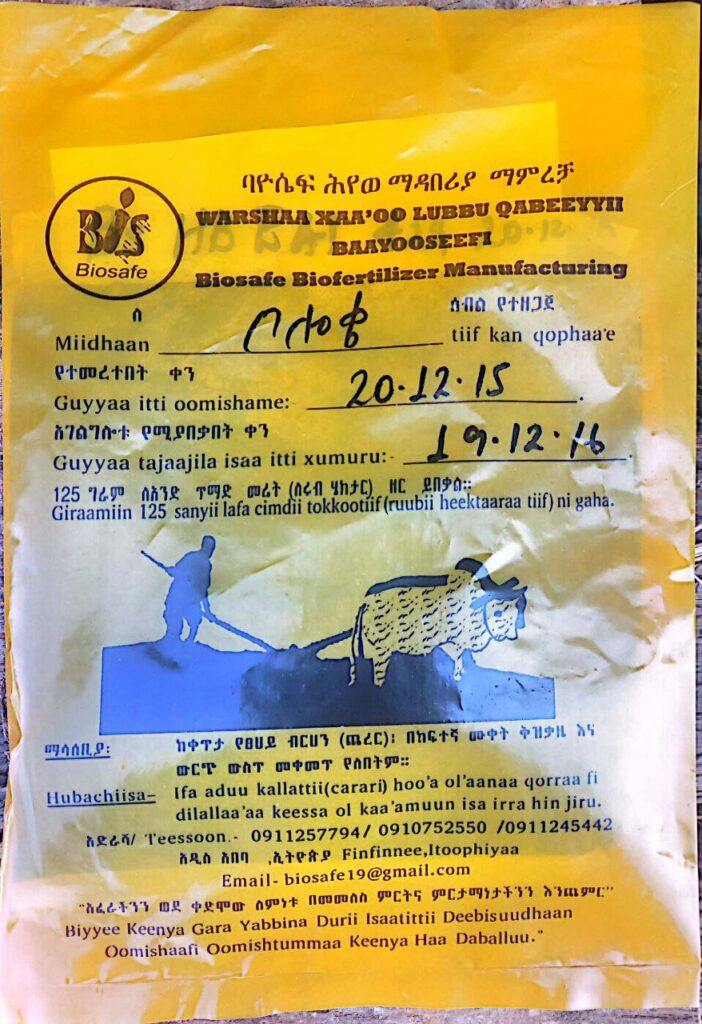 BIS
Biosafe
ባዮሴፍ ሕያው ማዳበሪያ ማምረቻ
WARSHAA XAA'OO LUBBU QABEEYYII
BAAYOOSEEFI
Biosafe Biofertilizer Manufacturing
ለ ሰብል የተዘጋጀ
Miidhaan ቦሎቄ tiif kan qophaa'e
የተመረተበት ቀን
Guyyaa itti oomishame: 20.12.15
አገልግሎቱ የሚያበቃበት ቀን
Guyyaa tajaajila isaa itti xumuru:- 19.12.16
125 ግራም ለአንድ ጥማድ መሬት (ለሩብ ሄክታር) ዘር ይበቃል፡፡
Giraamiin 125 sanyii lafa cimdii tokkootiif (ruubii heektaaraa tiif) ni gaha.
ማሳሰቢያ፡ ከቀጥታ የፀሀይ ብርሀን (ጨረር)፤ በከፍተኛ ሙቀት ቅዝቃዜ እና
ውርጭ ውስጥ መቀመጥ የለበትም፡፡
Hubachiisa- Ifa aduu kallattii(carari) hoo'a ol'aanaa qorraa fi
dilallaa'aa keessa ol kaa'amuun isa irra hin jiru.
አድራሻ/ Teessoon.- 0911257794/ 0910752550 /0911245442
አዲስ አበባ ,ኢትዮጵያ Finfinnee,Itoophiyaa
Email- biosafe19@gmail.com
"አፈራችንን ወደ ቀድሞው ለምነቱ በመመለስ ምርትና ምርታማነታችንን እንጨምር"
Biyyee Keenya Gara Yabbina Durii Isaatittii Deebisuudhaan
Oomishaafi Oomishtummaa Keenya Haa Daballuu."